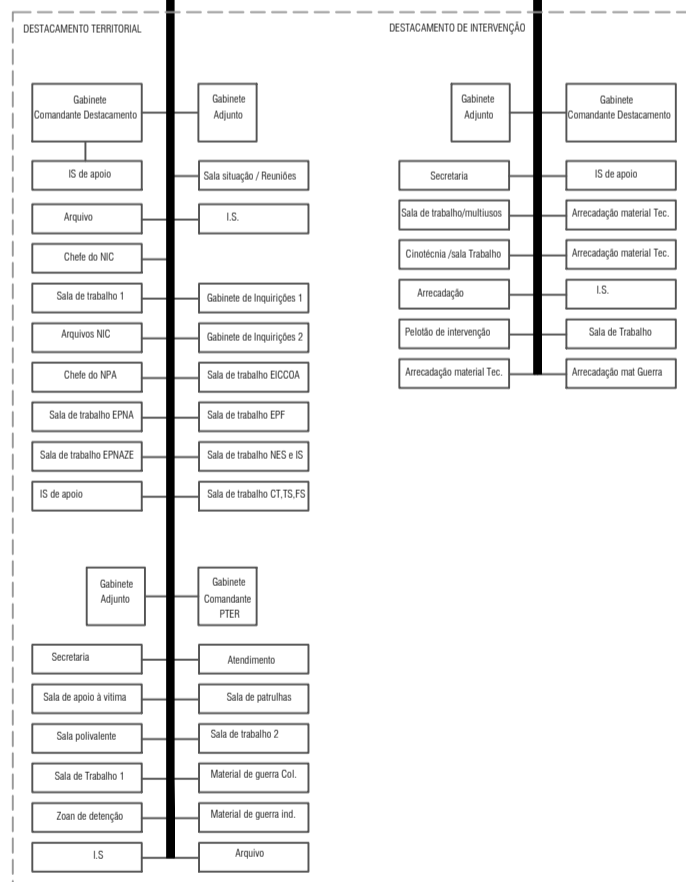 DESTACAMENTO TERRITORIAL
Gabinete
Comandante Destacamento
Gabinete
Adjunto
IS de apoio
Sala situação / Reuniões
Arquivo
I.S.
Chefe do NIC
Sala de trabalho 1
Gabinete de Inquirições 1
Arquivos NIC
Gabinete de Inquirições 2
Chefe do NPA
Sala de trabalho EICCOA
Sala de trabalho EPNA
Sala de trabalho EPF
Sala de trabalho EPNAZE
Sala de trabalho NES e IS
IS de apoio
Sala de trabalho CT,TS,FS
Gabinete
Adjunto
Gabinete
Comandante
PTER
Secretaria
Atendimento
Sala de apoio à vitima
Sala de patrulhas
Sala polivalente
Sala de trabalho 2
Sala de Trabalho 1
Material de guerra Col.
Zoan de detenção
Material de guerra ind.
I.S
Arquivo
DESTACAMENTO DE INTERVENÇÃO
Gabinete
Adjunto
Gabinete
Comandante Destacamento
Secretaria
IS de apoio
Sala de trabalho/multiusos
Arrecadação material Tec.
Cinotécnia /sala Trabalho
Arrecadação material Tec.
Arrecadação
I.S.
Pelotão de intervenção
Sala de Trabalho
Arrecadação material Tec.
Arrecadação mat Guerra